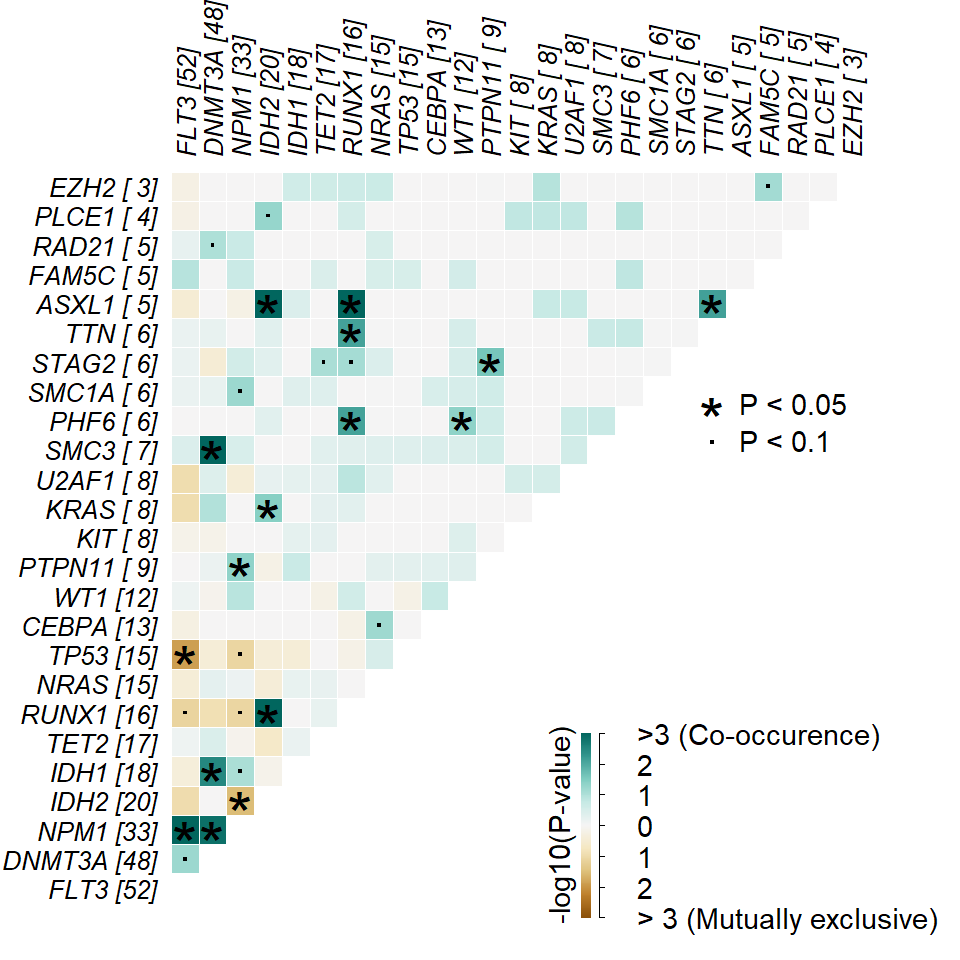 FLT3 [52]
DNMT3A [48]
NPM1 [33]
IDH2 [20]
IDH1 [18]
TET2 [17]
RUNX1 [16]
NRAS [15]
TP53 [15]
CEBPA [13]
WT1 [12]
PTPN11 [ 9]
KIT [ 8]
KRAS [ 8]
U2AF1 [ 8]
SMC3 [ 7]
PHF6 [ 6]
SMC1A [ 6]
STAG2 [ 6]
TTN [ 6]
ASXL1 [ 5]
FAM5C [ 5]
RAD21 [ 5]
PLCE1 [ 4]
EZH2 [ 3]
EZH2 [ 3]
PLCE1 [ 4]
RAD21 [ 5]
FAM5C [ 5]
ASXL1 [ 5]
TTN [ 6]
STAG2 [ 6]
SMC1A [ 6]
PHF6 [ 6]
SMC3 [ 7]
U2AF1 [ 8]
KRAS [ 8]
KIT [ 8]
PTPN11 [ 9]
WT1 [12]
CEBPA [13]
TP53 [15]
NRAS [15]
RUNX1 [16]
TET2 [17]
IDH1 [18]
IDH2 [20]
NPM1 [33]
DNMT3A [48]
FLT3 [52]
* P < 0.05
· P < 0.1
-log10(P-value)
>3 (Co-occurence)
2
1
0
1
2
> 3 (Mutually exclusive)